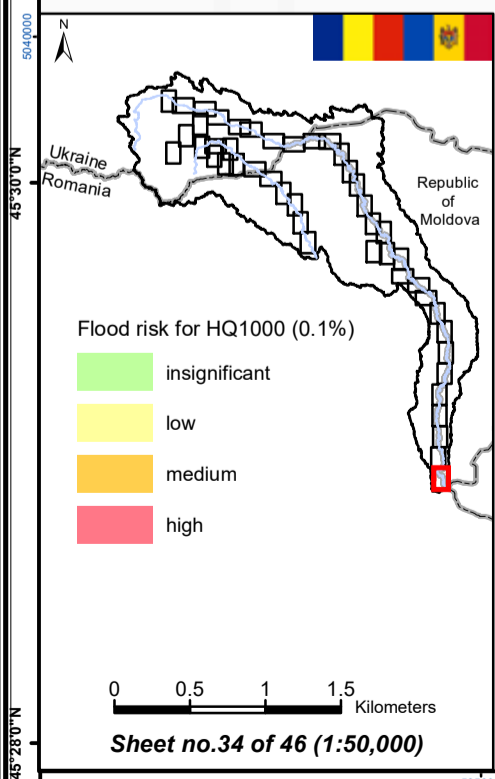 N
5040000
45°30'0"N
Ukraine
Romania
Republic
of
Moldova
Flood risk for HQ1000 (0.1%)
insignificant
low
medium
high
0 0.5 1 1.5
Kilometers
Sheet no.34 of 46 (1:50,000)
45°28'0"N